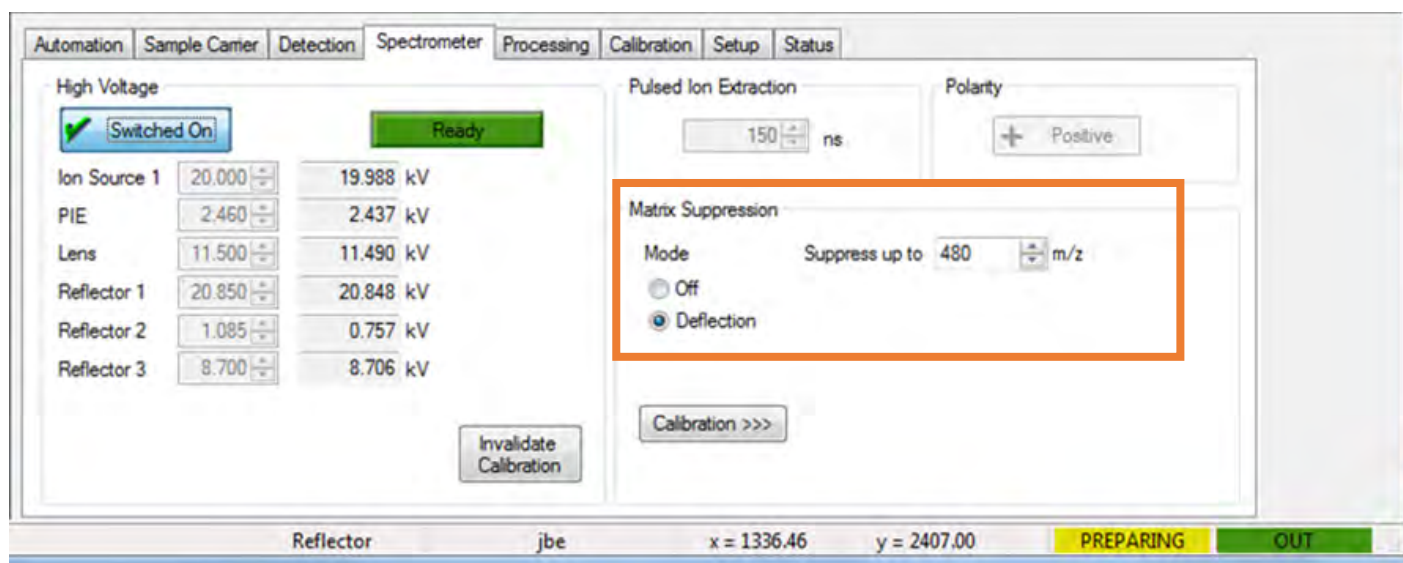 Automation Sample Carrier Detection Spectrometer Processing Calibration Setup Status
High Voltage
Switched On Ready
Ion Source 1 20.000 19.988 kV
PIE 2.460 2.437 kV
Lens 11.500 11.490 kV
Reflector 1 20.850 20.848 kV
Reflector 2 1.085 0.757 kV
Reflector 3 8.700 8.706 kV
Invalidate
Calibration
Pulsed Ion Extraction
150 ns
Polarity
+ Positive
Matrix Suppression
Mode Suppress up to 480 m/z
Off
Deflection
Calibration >>>
Reflector jbe x = 1336.46 y = 2407.00 PREPARING OUT